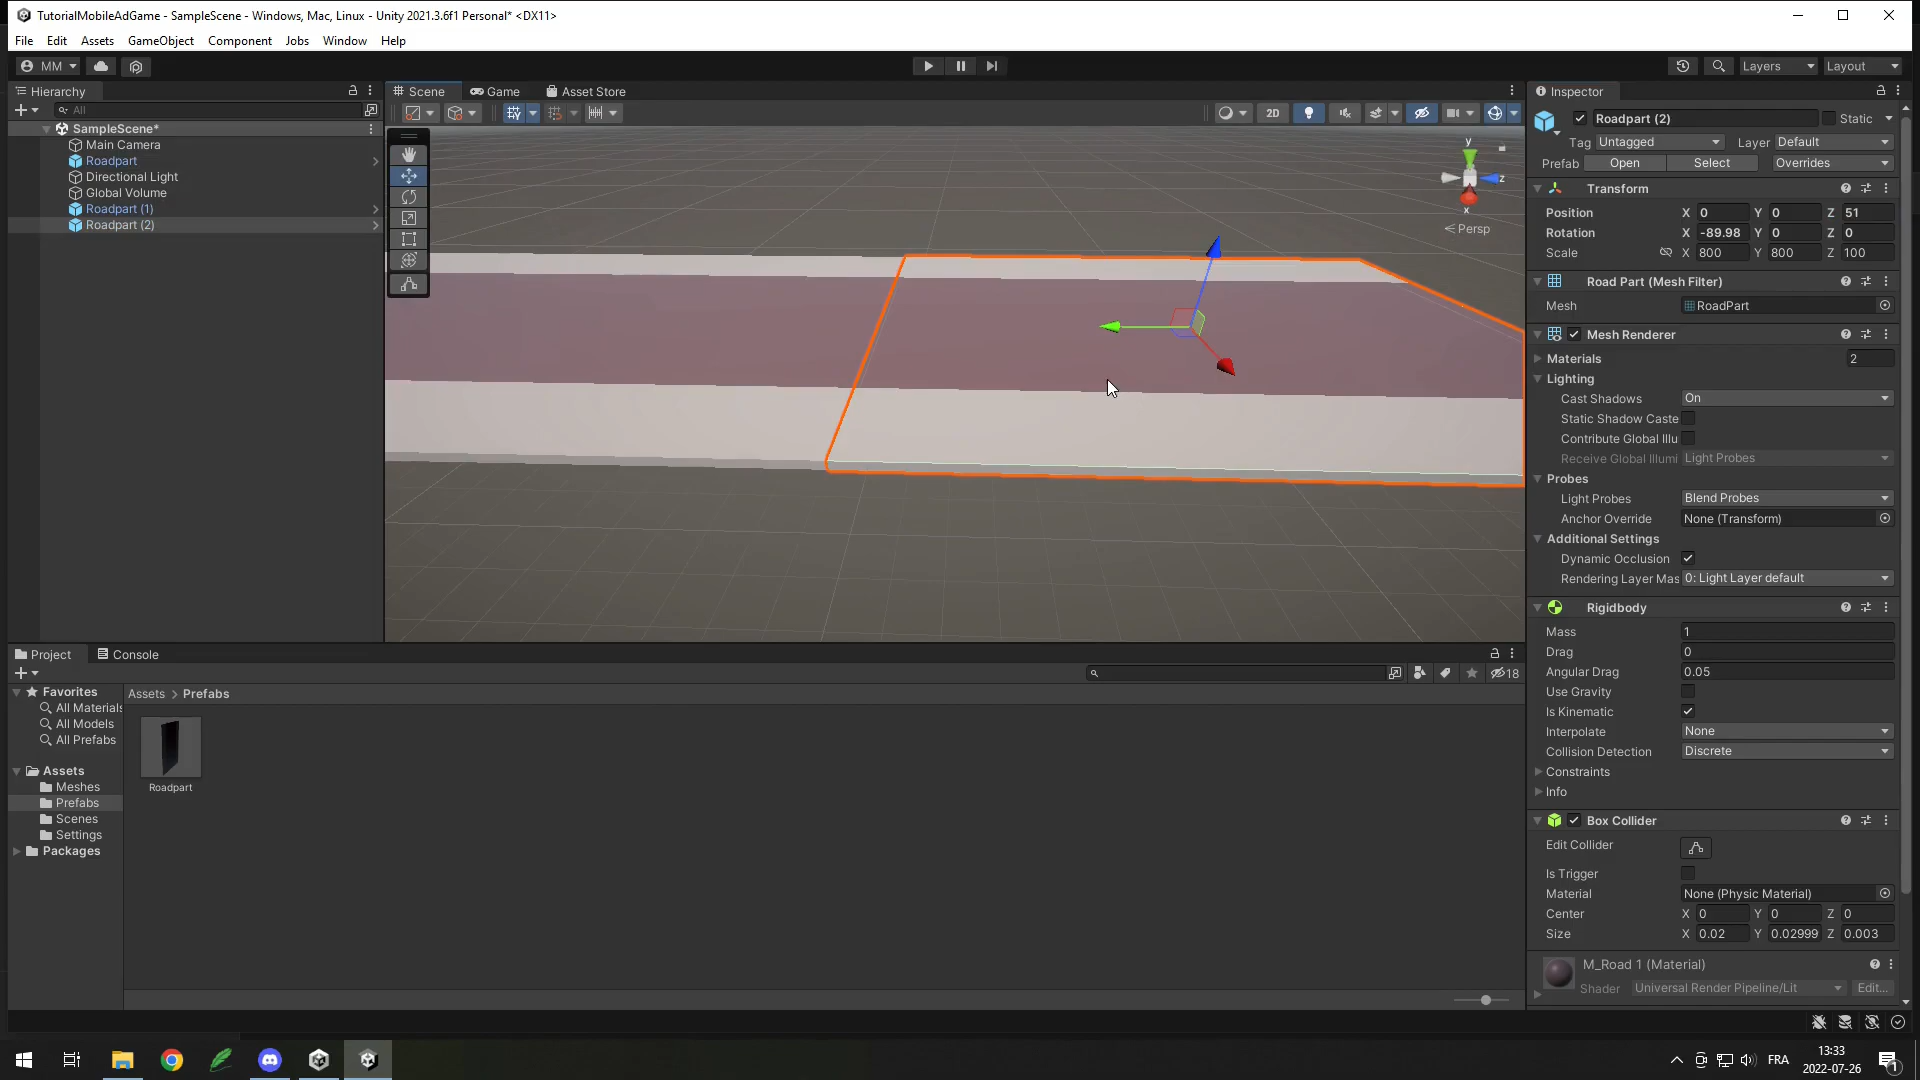 TutorialMobileAdGame - SampleScene - Windows, Mac, Linux - Unity 2021.3.6f1 Personal* <DX11>
File Edit Assets GameObject Component Jobs Window Help
MM Layers Layout
Hierarchy
All
SampleScene*
Main Camera
Roadpart
Directional Light
Global Volume
Roadpart (1)
Roadpart (2)
Scene Game Asset Store
2D
y
z
x
Persp
Inspector
Roadpart (2) Static
Tag Untagged Layer Default
Prefab Open Select Overrides
Transform
Position X 0 Y 0 Z 51
Rotation X -89.98 Y 0 Z 0
Scale X 800 Y 800 Z 100
Road Part (Mesh Filter)
Mesh RoadPart
Mesh Renderer
Materials 2
Lighting
Cast Shadows On
Static Shadow Caste
Contribute Global Illu
Receive Global Illumi Light Probes
Probes
Light Probes Blend Probes
Anchor Override None (Transform)
Additional Settings
Dynamic Occlusion
Rendering Layer Mas 0: Light Layer default
Rigidbody
Mass 1
Drag 0
Angular Drag 0.05
Use Gravity
Is Kinematic
Interpolate None
Collision Detection Discrete
Constraints
Info
Box Collider
Edit Collider
Is Trigger
Material None (Physic Material)
Center X 0 Y 0 Z 0
Size X 0.02 Y 0.02999 Z 0.003
M_Road 1 (Material)
Shader Universal Render Pipeline/Lit Edit...
Project Console
18
Favorites
All Materials
All Models
All Prefabs
Assets
Meshes
Prefabs
Scenes
Settings
Packages
Assets > Prefabs
Roadpart
FRA
13:33
2022-07-26
1